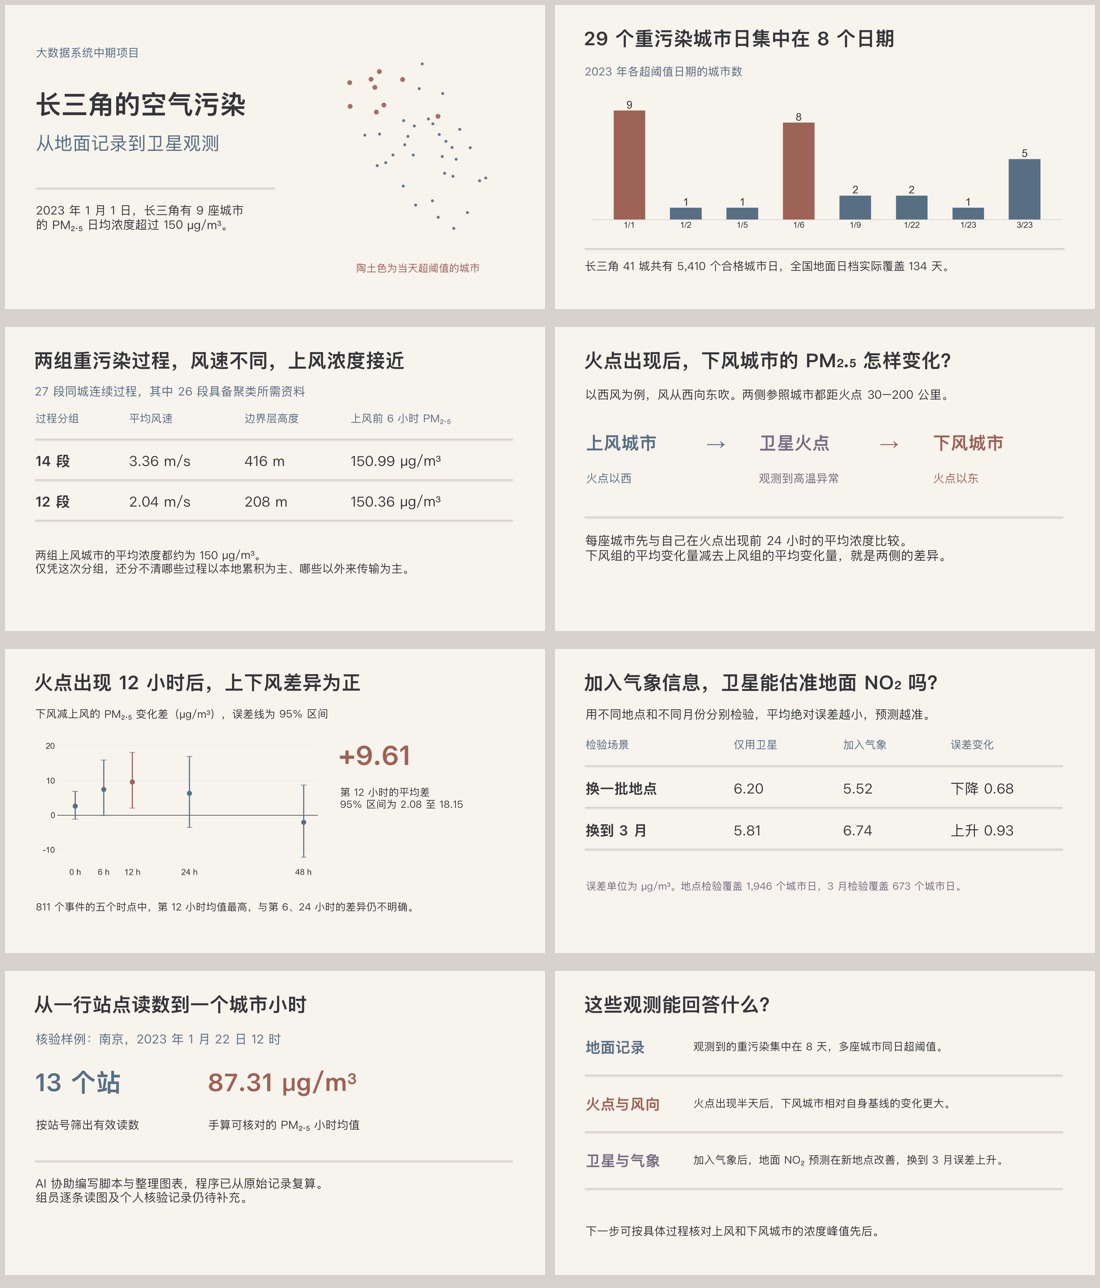 大数据系统中期项目
长三角的空气污染
从地面记录到卫星观测
2023 年 1 月 1 日，长三角有 9 座城市
的 PM₂.₅ 日均浓度超过 150 μg/m³。
陶土色为当天超阈值的城市
29 个重污染城市日集中在 8 个日期
2023 年各超阈值日期的城市数
9
1
1
8
2
2
1
5
1/1
1/2
1/5
1/6
1/9
1/22
1/23
3/23
长三角 41 城共有 5,410 个合格城市日，全国地面日档实际覆盖 134 天。
两组重污染过程，风速不同，上风浓度接近
27 段同城连续过程，其中 26 段具备聚类所需资料
过程分组 平均风速 边界层高度 上风前 6 小时 PM₂.₅
14 段 3.36 m/s 416 m 150.99 μg/m³
12 段 2.04 m/s 208 m 150.36 μg/m³
两组上风城市的平均浓度都约为 150 μg/m³。
仅凭这次分组，还分不清哪些过程以本地累积为主、哪些以外来传输为主。
火点出现后，下风城市的 PM₂.₅ 怎样变化？
以西风为例，风从西向东吹。两侧参照城市都距火点 30–200 公里。
上风城市 → 卫星火点 → 下风城市
火点以西 观测到高温异常 火点以东
每座城市先与自己在火点出现前 24 小时的平均浓度比较。
下风组的平均变化量减去上风组的平均变化量，就是两侧的差异。
火点出现 12 小时后，上下风差异为正
下风减上风的 PM₂.₅ 变化差（μg/m³），误差线为 95% 区间
20
10
0
-10
0 h
6 h
12 h
24 h
48 h
+9.61
第 12 小时的平均差
95% 区间为 2.08 至 18.15
811 个事件的五个时点中，第 12 小时均值最高，与第 6、24 小时的差异仍不明确。
加入气象信息，卫星能估准地面 NO₂ 吗？
用不同地点和不同月份分别检验，平均绝对误差越小，预测越准。
检验场景 仅用卫星 加入气象 误差变化
换一批地点 6.20 5.52 下降 0.68
换到 3 月 5.81 6.74 上升 0.93
误差单位为 μg/m³。地点检验覆盖 1,946 个城市日，3 月检验覆盖 673 个城市日。
从一行站点读数到一个城市小时
核验样例：南京，2023 年 1 月 22 日 12 时
13 个站 87.31 μg/m³
按站号筛出有效读数 手算可核对的 PM₂.₅ 小时均值
AI 协助编写脚本与整理图表，程序已从原始记录复算。
组员逐条读图及个人核验记录仍待补充。
这些观测能回答什么？
地面记录 观测到的重污染集中在 8 天，多座城市同日超阈值。
火点与风向 火点出现半天后，下风城市相对自身基线的变化更大。
卫星与气象 加入气象后，地面 NO₂ 预测在新地点改善，换到 3 月误差上升。
下一步可按具体过程核对上风和下风城市的浓度峰值先后。